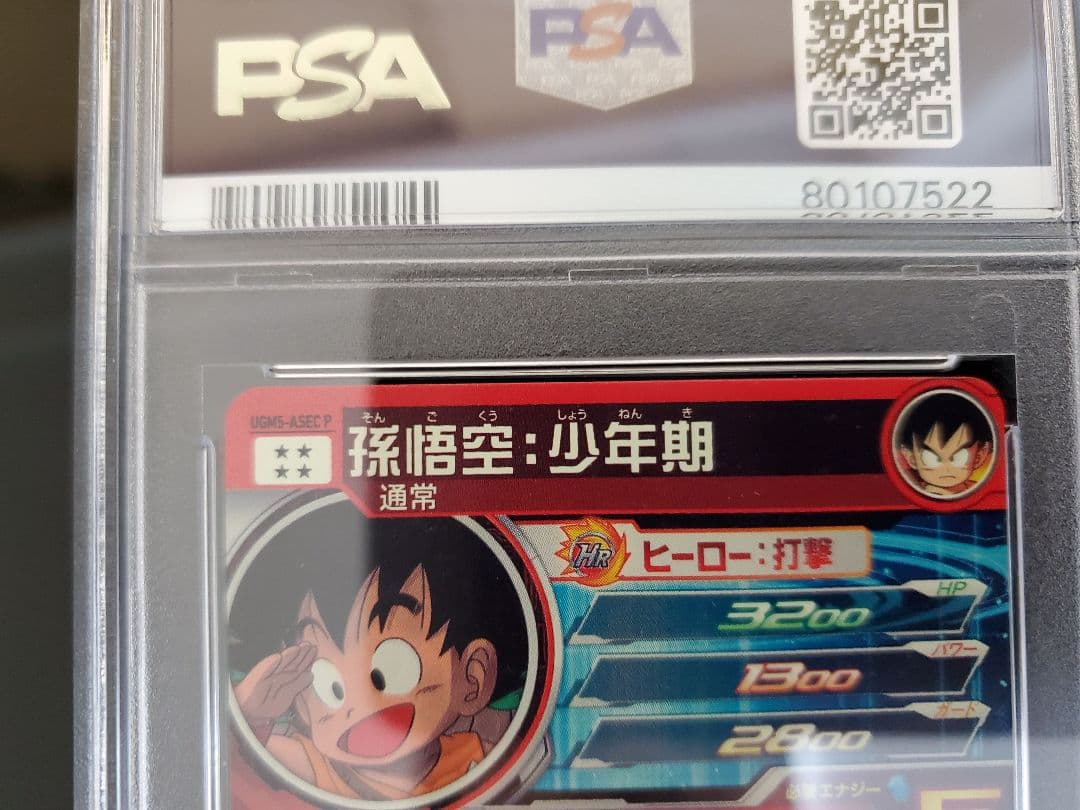 PSA
PSA
80107522
UGM5-ASEC P
そん ご くう しょう ねん き
孫悟空:少年期
通常
HR
ヒーロー:打撃
HP
3200
パワー
1300
ガード
2800
必要エナジー